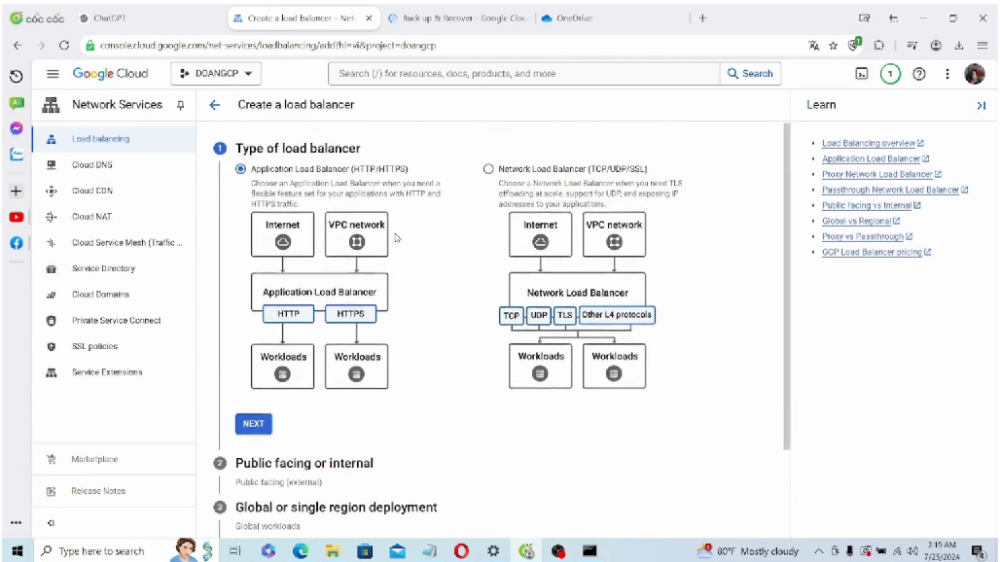 cốc cốc
ChatGPT
Create a load balancer – Net
Back up & Recover - Google Clou
OneDrive
console.cloud.google.com/net-services/loadbalancing/add?hl=vi&project=doangcp
Google Cloud
DOANGCP
Search (/) for resources, docs, products, and more
Search
1
Network Services
Create a load balancer
Learn
Load balancing
Cloud DNS
Cloud CDN
Cloud NAT
Cloud Service Mesh (Traffic ...
Service Directory
Cloud Domains
Private Service Connect
SSL policies
Service Extensions
Marketplace
Release Notes
1
Type of load balancer
Application Load Balancer (HTTP/HTTPS)
Choose an Application Load Balancer when you need a
flexible feature set for your applications with HTTP and
HTTPS traffic.
Internet
VPC network
Application Load Balancer
HTTP
HTTPS
Workloads
Workloads
Network Load Balancer (TCP/UDP/SSL)
Choose a Network Load Balancer when you need TLS
offloading at scale, support for UDP, and exposing IP
addresses to your applications.
Internet
VPC network
Network Load Balancer
TCP
UDP
TLS
Other L4 protocols
Workloads
Workloads
NEXT
2
Public facing or internal
Public facing (external)
3
Global or single region deployment
Global workloads
Load Balancing overview
Application Load Balancer
Proxy Network Load Balancer
Passthrough Network Load Balancer
Public facing vs Internal
Global vs Regional
Proxy vs Passthrough
GCP Load Balancer pricing
Type here to search
80°F Mostly cloudy
2:19 AM
7/25/2024